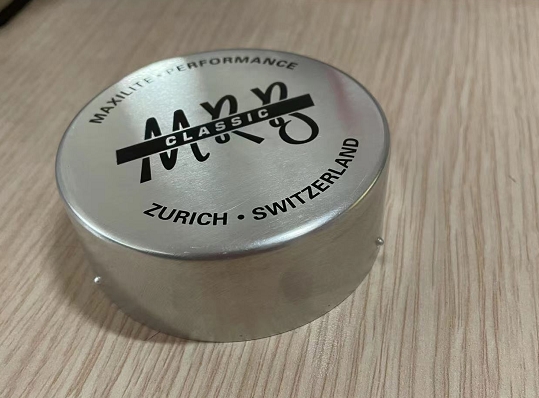 MAXILITE • PERFORMANCE
MRB
CLASSIC
ZURICH • SWITZERLAND